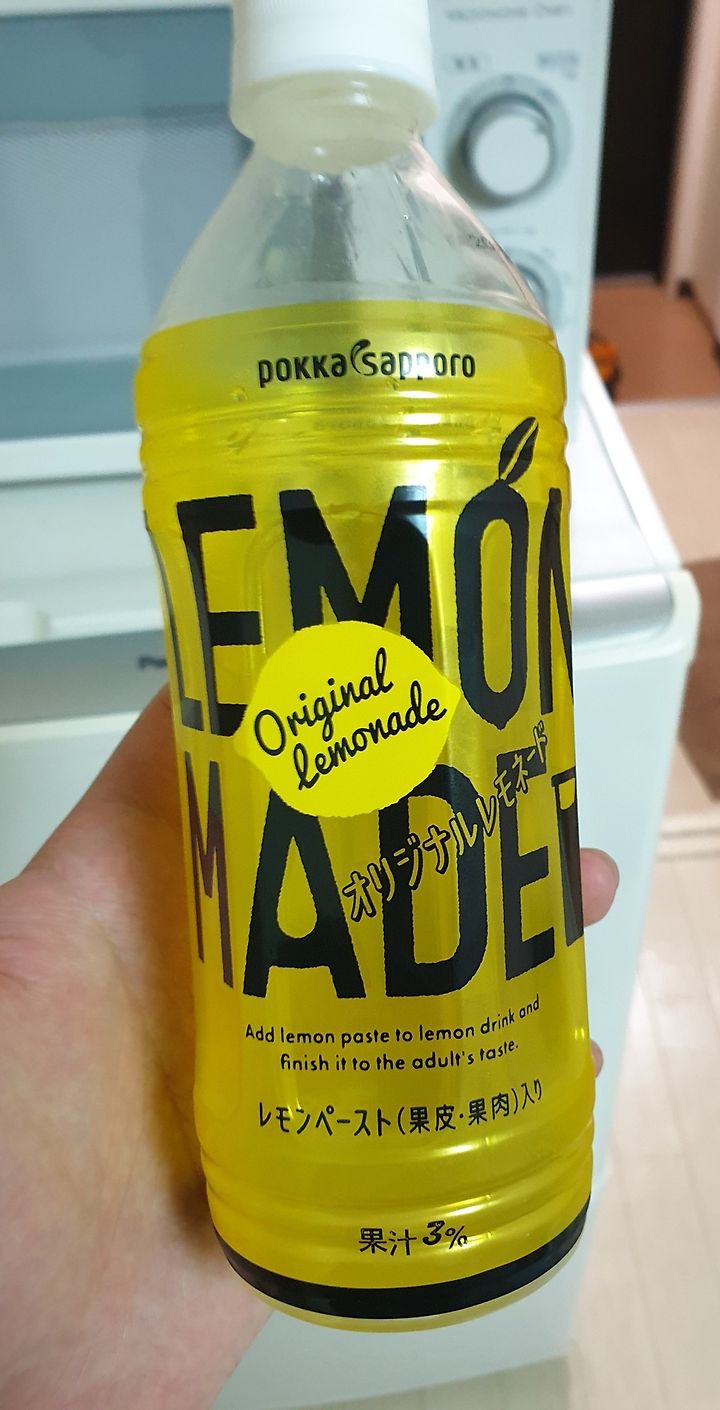 Microwave Oven
pokka sapporo
LEMON
Original
lemonade
MADE
オリジナルレモネード
Add lemon paste to lemon drink and
finish it to the adult's taste.
レモンペースト(果皮・果肉)入り
果汁3%